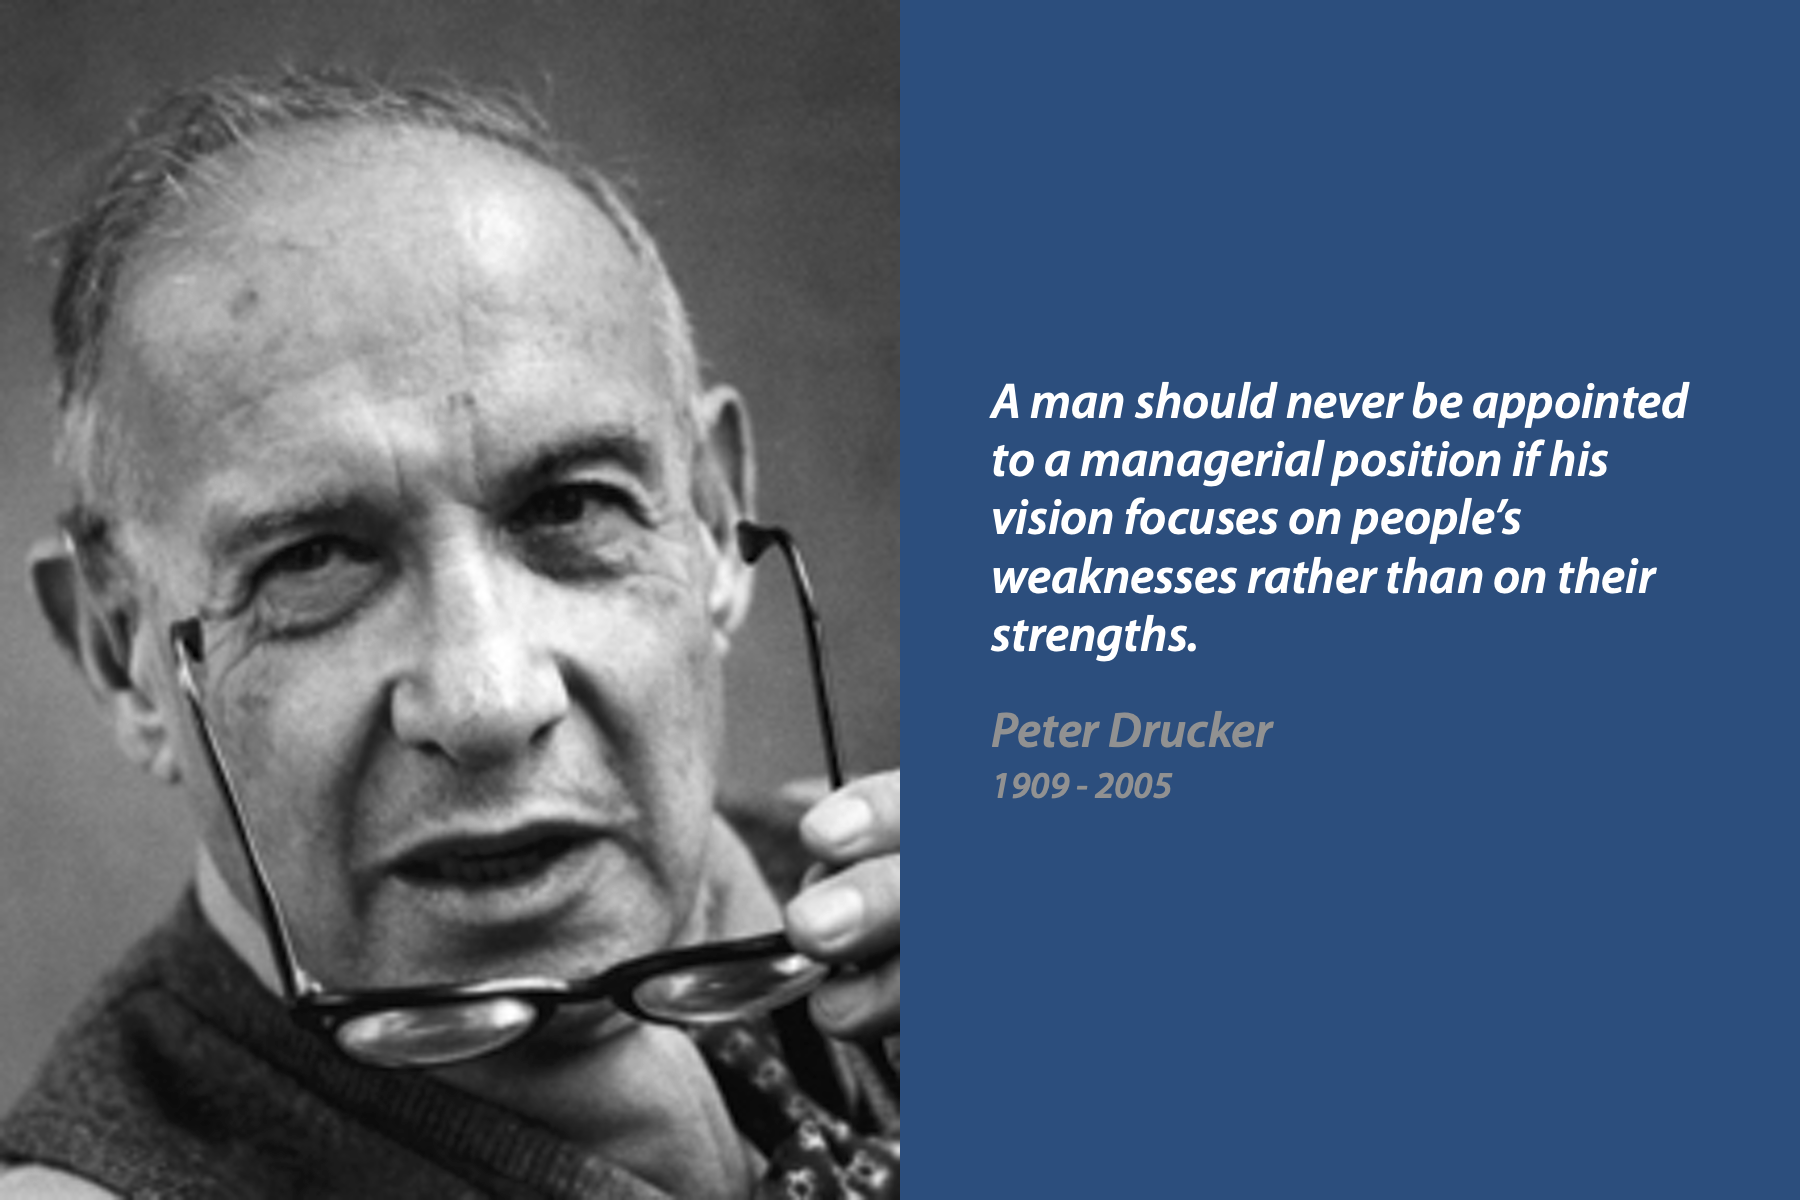 A man should never be appointed
to a managerial position if his
vision focuses on people’s
weaknesses rather than on their
strengths.
Peter Drucker
1909 - 2005